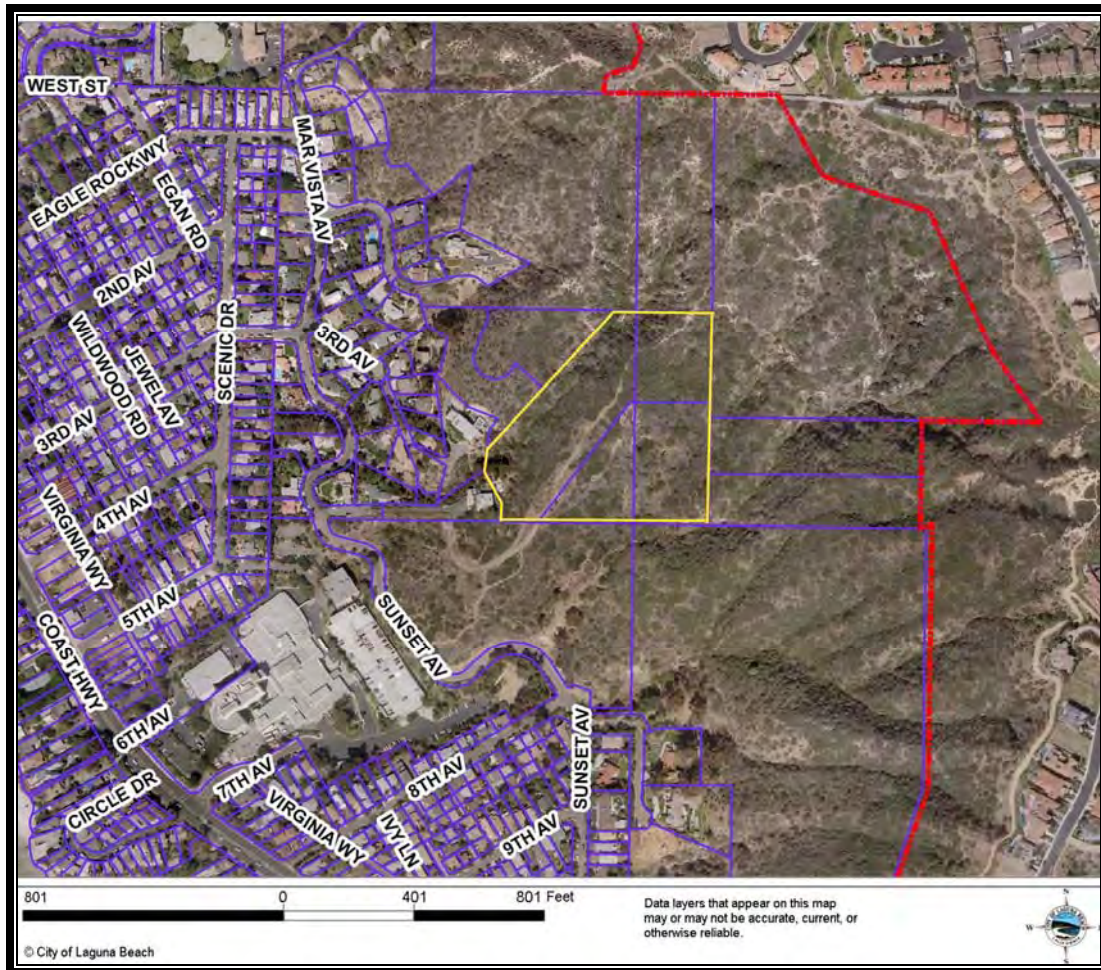 WEST ST
MAR VISTA AV
EAGLE ROCK WY
EGAN RD
2ND AV
SCENIC DR
3RD AV
WILDWOOD RD
JEWEL AV
3RD AV
4TH AV
VIRGINIA WY
5TH AV
COAST HWY
SUNSET AV
6TH AV
SUNSET AV
7TH AV
8TH AV
CIRCLE DR
VIRGINIA WY
IVY LN
9TH AV
801 0 401 801 Feet
Data layers that appear on this map
may or may not be accurate, current, or
otherwise reliable.
© City of Laguna Beach
N
W
S